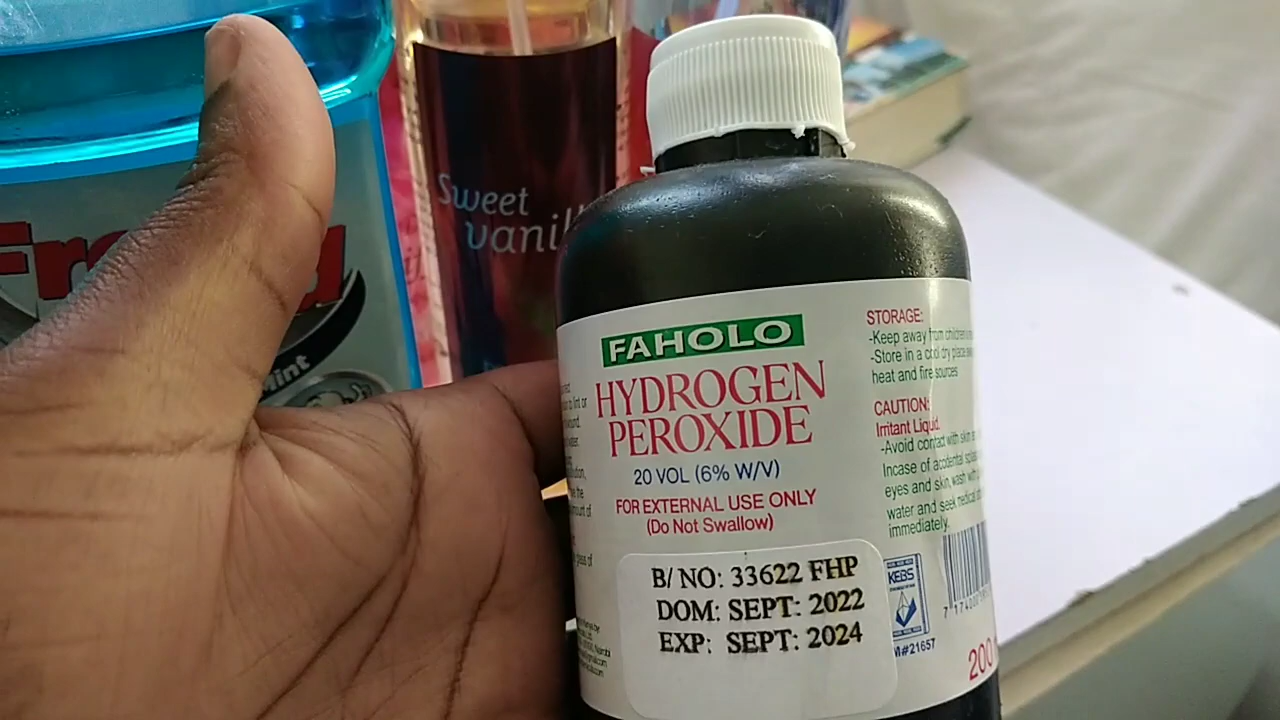 Sweet
Mint
FAHOLO
HYDROGEN
PEROXIDE
20 VOL (6% W/V)
FOR EXTERNAL USE ONLY
(Do Not Swallow)
B/ NO: 33622 FHP
DOM: SEPT: 2022
EXP: SEPT: 2024
STORAGE:
-Keep away from children
-Store in a cool dry place
heat and fire sources
CAUTION:
Irritant Liquid.
-Avoid contact with skin
Incase of accidental
eyes and skin, wash with
water and seek medical
immediately.
KEBS
M#21657
200